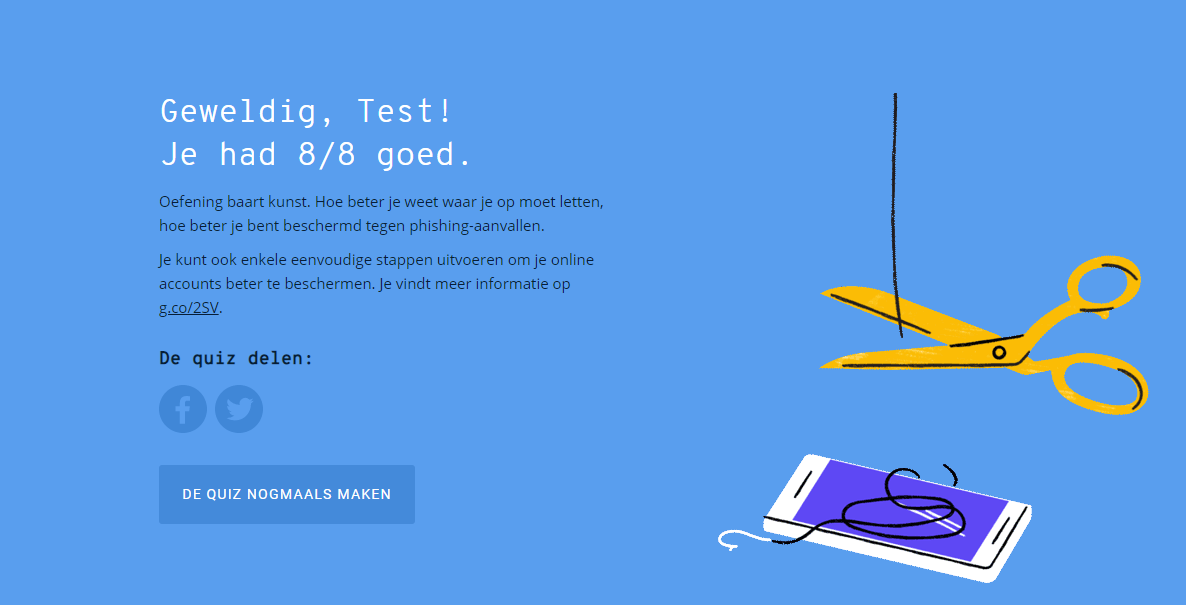 Geweldig, Test!
Je had 8/8 goed.
Oefening baart kunst. Hoe beter je weet waar je op moet letten,
hoe beter je bent beschermd tegen phishing-aanvallen.
Je kunt ook enkele eenvoudige stappen uitvoeren om je online
accounts beter te beschermen. Je vindt meer informatie op
g.co/2SV.
De quiz delen:
DE QUIZ NOGMAALS MAKEN